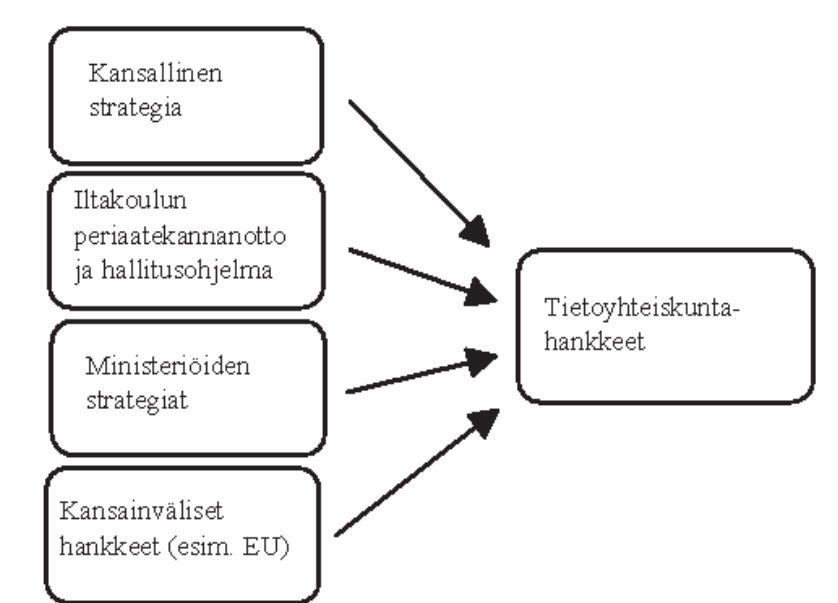 Kansallinen
strategia
Iltakoulun
periaatekannanotto
ja hallitusohjelma
Ministeriöiden
strategiat
Kansainväliset
hankkeet (esim. EU)
Tietoyhteiskunta-
hankkeet